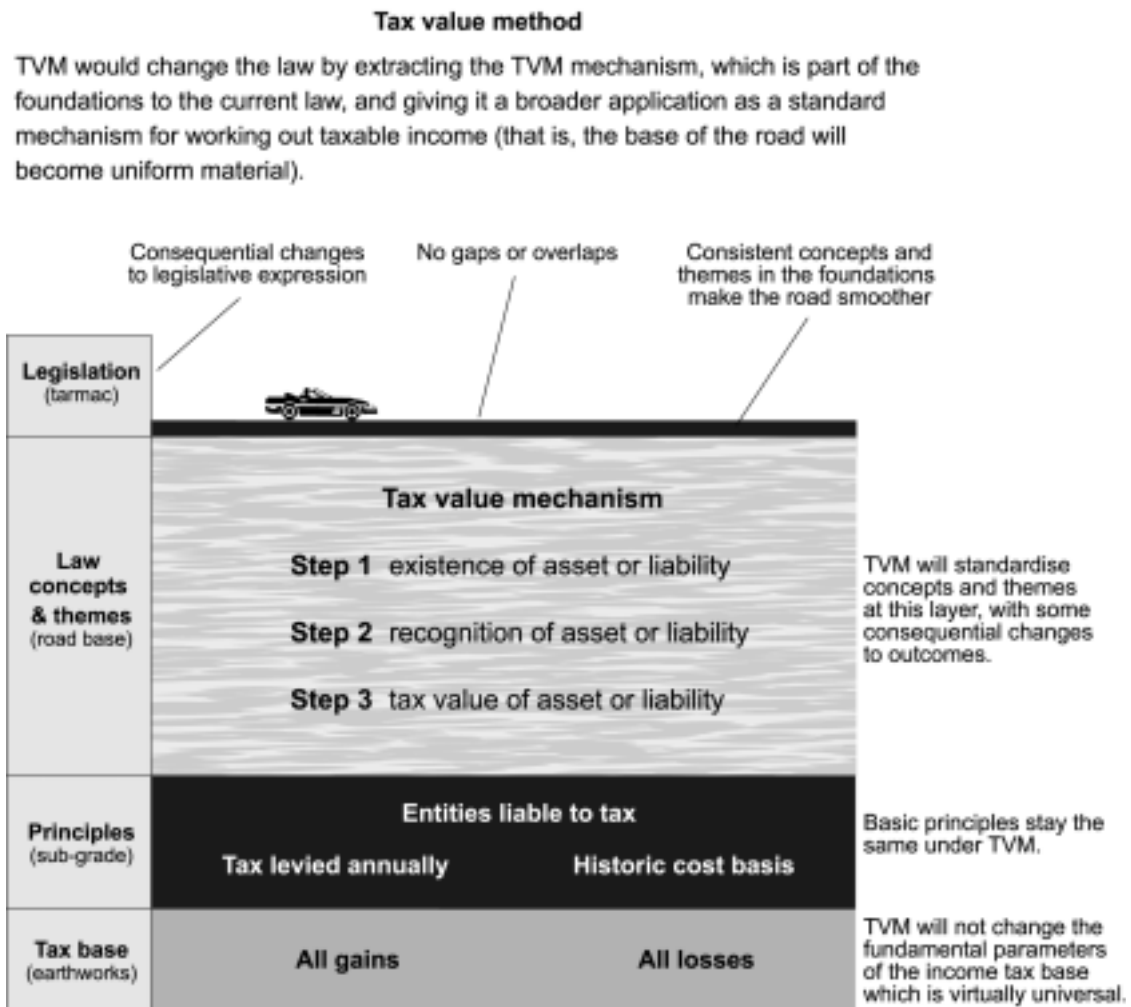 Tax value method
TVM would change the law by extracting the TVM mechanism, which is part of the
foundations to the current law, and giving it a broader application as a standard
mechanism for working out taxable income (that is, the base of the road will
become uniform material).
Consequential changes
to legislative expression
No gaps or overlaps
Consistent concepts and
themes in the foundations
make the road smoother
Legislation
(tarmac)
Law
concepts
& themes
(road base)
Tax value mechanism
Step 1 existence of asset or liability
Step 2 recognition of asset or liability
Step 3 tax value of asset or liability
TVM will standardise
concepts and themes
at this layer, with some
consequential changes
to outcomes.
Principles
(sub-grade)
Entities liable to tax
Tax levied annually
Historic cost basis
Basic principles stay the
same under TVM.
Tax base
(earthworks)
All gains
All losses
TVM will not change the
fundamental parameters
of the income tax base
which is virtually universal.